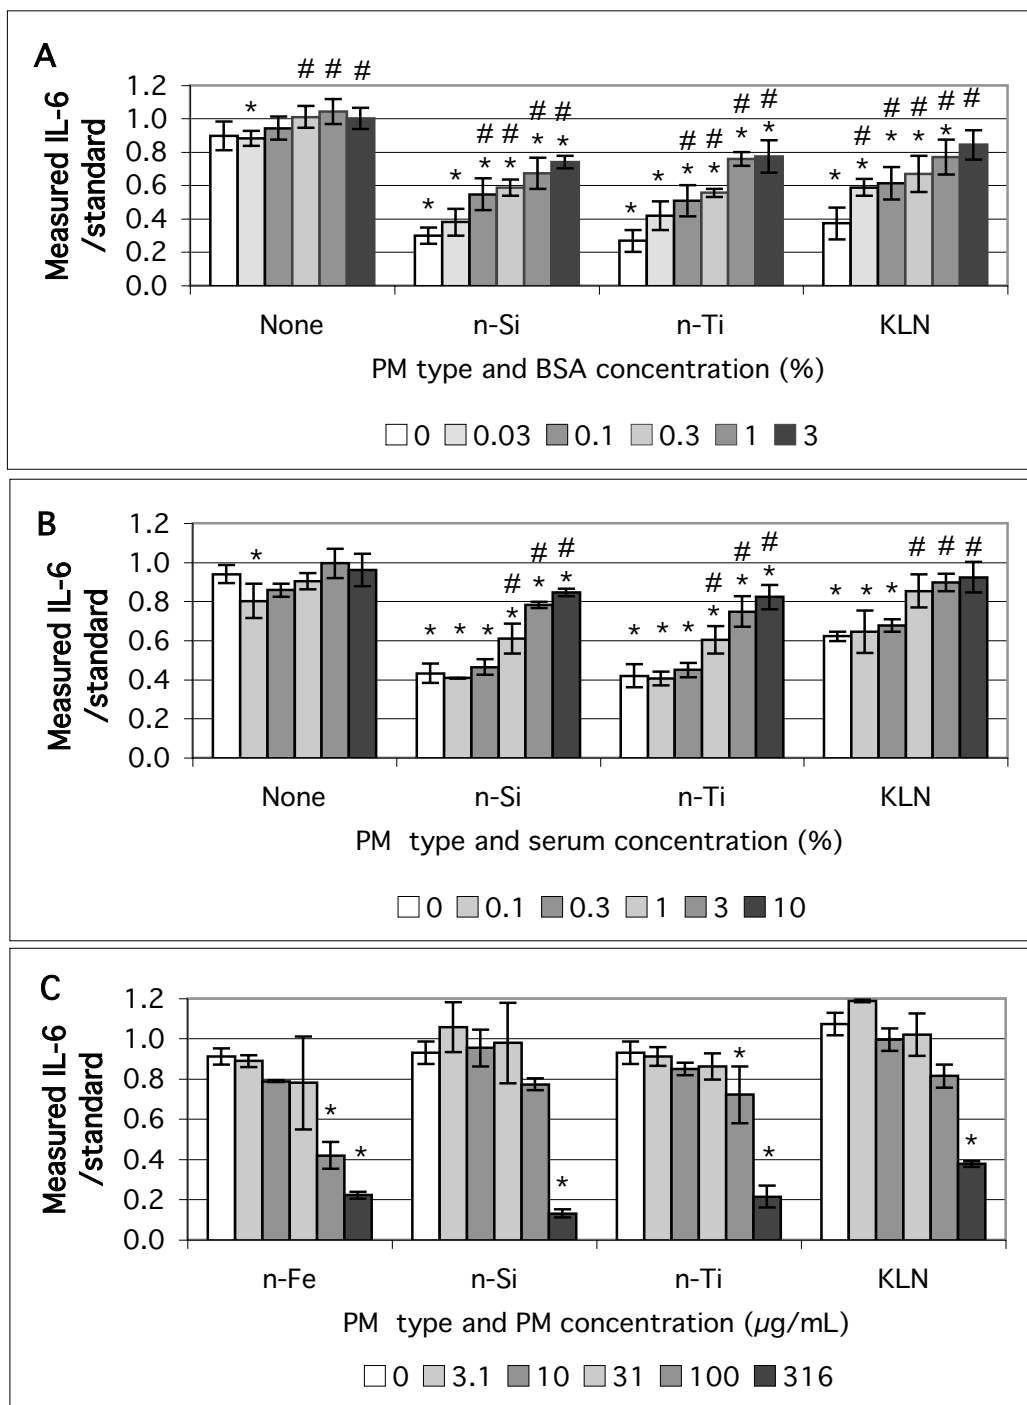 A
# # #
# #
# #
# #
# #
# # # # #
1.2
1.0
0.8
0.6
0.4
0.2
0.0
* * * * * * * * * * * * * * * *
Measured IL-6
/standard
None n-Si n-Ti KLN
PM type and BSA concentration (%)
0 0.03 0.1 0.3 1 3
B
1.2
1.0
0.8
0.6
0.4
0.2
0.0
Measured IL-6
/standard
* * * * * * * * * * * * * *
# # # # # # # # #
None n-Si n-Ti KLN
PM type and serum concentration (%)
0 0.1 0.3 1 3 10
C
1.2
1.0
0.8
0.6
0.4
0.2
0.0
Measured IL-6
/standard
* * * * * *
n-Fe n-Si n-Ti KLN
PM type and PM concentration (µg/mL)
0 3.1 10 31 100 316